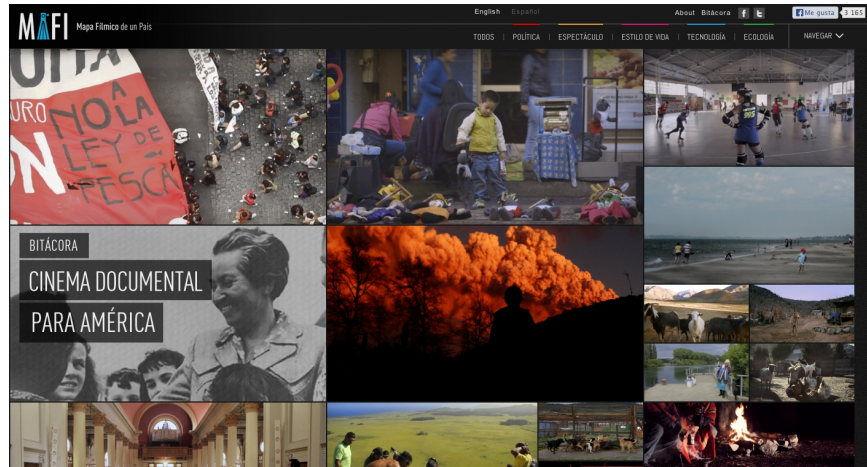 English Español About Bitácora Me gusta 3 165
MAFI Mapa Fílmico de un País
TODOS | POLÍTICA | ESPECTÁCULO | ESTILO DE VIDA | TECNOLOGÍA | ECOLOGÍA | NAVEGAR
URO
A
NO LA
LEY DE
PESCA
BITÁCORA
CINEMA DOCUMENTAL
PARA AMÉRICA